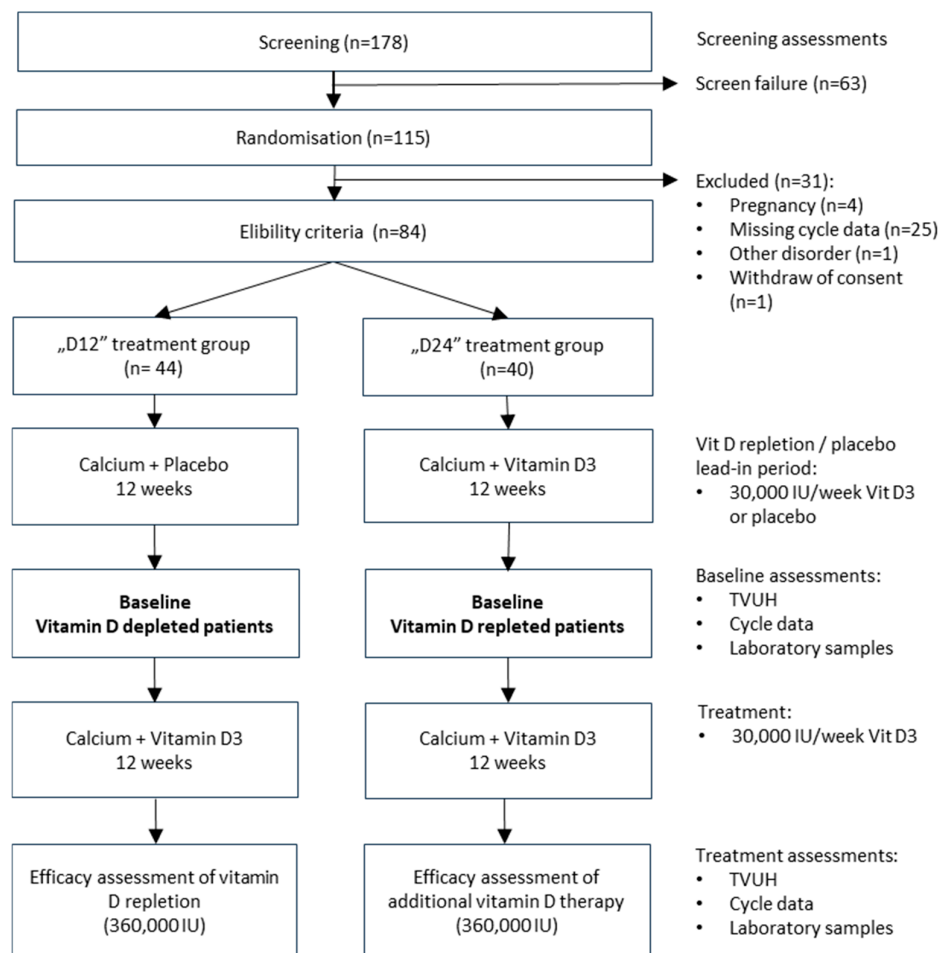 Screening (n=178)
Screening assessments
Screen failure (n=63)
Randomisation (n=115)
Excluded (n=31):
• Pregnancy (n=4)
• Missing cycle data (n=25)
• Other disorder (n=1)
• Withdraw of consent
(n=1)
Elibility criteria (n=84)
„D12” treatment group
(n= 44)
„D24” treatment group
(n=40)
Calcium + Placebo
12 weeks
Calcium + Vitamin D3
12 weeks
Vit D repletion / placebo
lead-in period:
• 30,000 IU/week Vit D3
or placebo
Baseline
Vitamin D depleted patients
Baseline
Vitamin D repleted patients
Baseline assessments:
• TVUH
• Cycle data
• Laboratory samples
Calcium + Vitamin D3
12 weeks
Calcium + Vitamin D3
12 weeks
Treatment:
• 30,000 IU/week Vit D3
Efficacy assessment of vitamin
D repletion
(360,000 IU)
Efficacy assessment of
additional vitamin D therapy
(360,000 IU)
Treatment assessments:
• TVUH
• Cycle data
• Laboratory samples